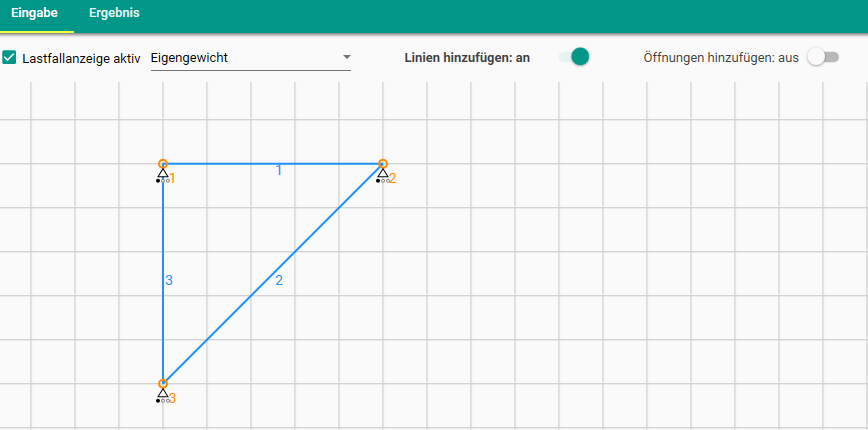 Eingabe Ergebnis
Lastfallanzeige aktiv Eigengewicht Linien hinzufügen: an Öffnungen hinzufügen: aus
1 1 2
3 2
3